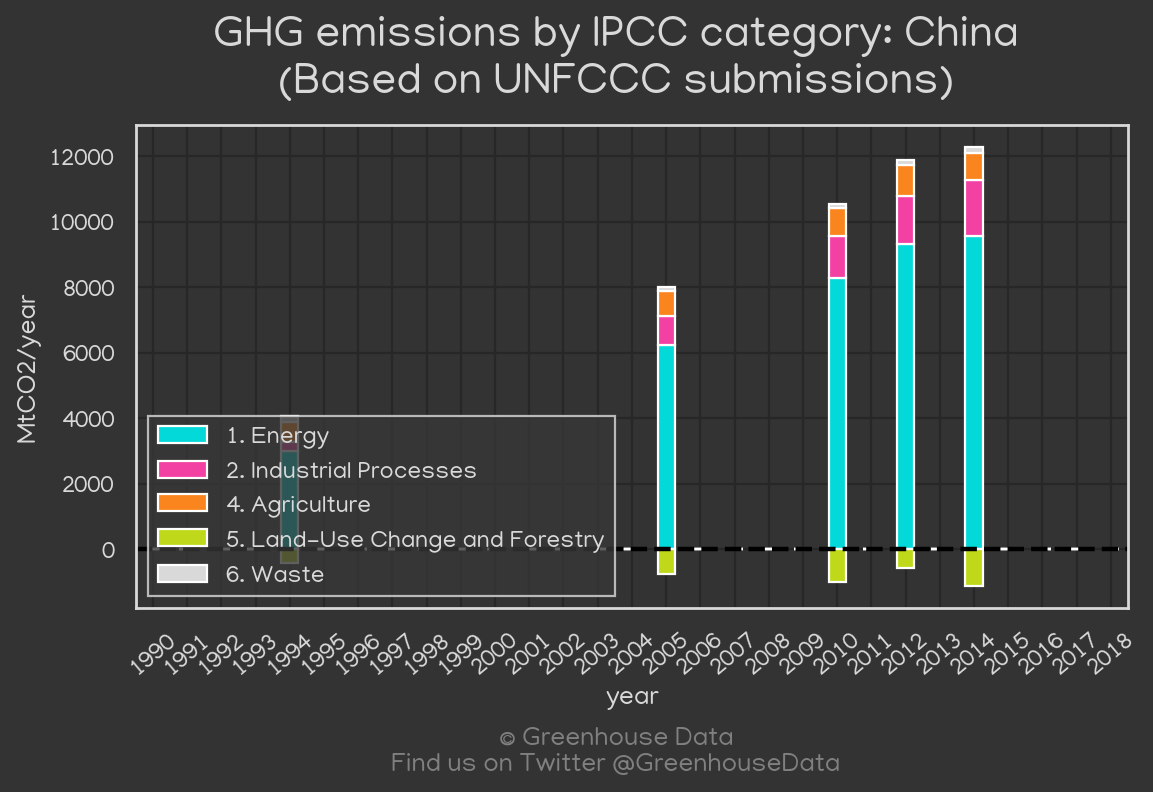 GHG emissions by IPCC category: China
(Based on UNFCCC submissions)
12000
10000
8000
6000
4000
2000
0
MtCO2/year
1. Energy
2. Industrial Processes
4. Agriculture
5. Land-Use Change and Forestry
6. Waste
1990 1991 1992 1993 1994 1995 1996 1997 1998 1999 2000 2001 2002 2003 2004 2005 2006 2007 2008 2009 2010 2011 2012 2013 2014 2015 2016 2017 2018
year
© Greenhouse Data
Find us on Twitter @GreenhouseData